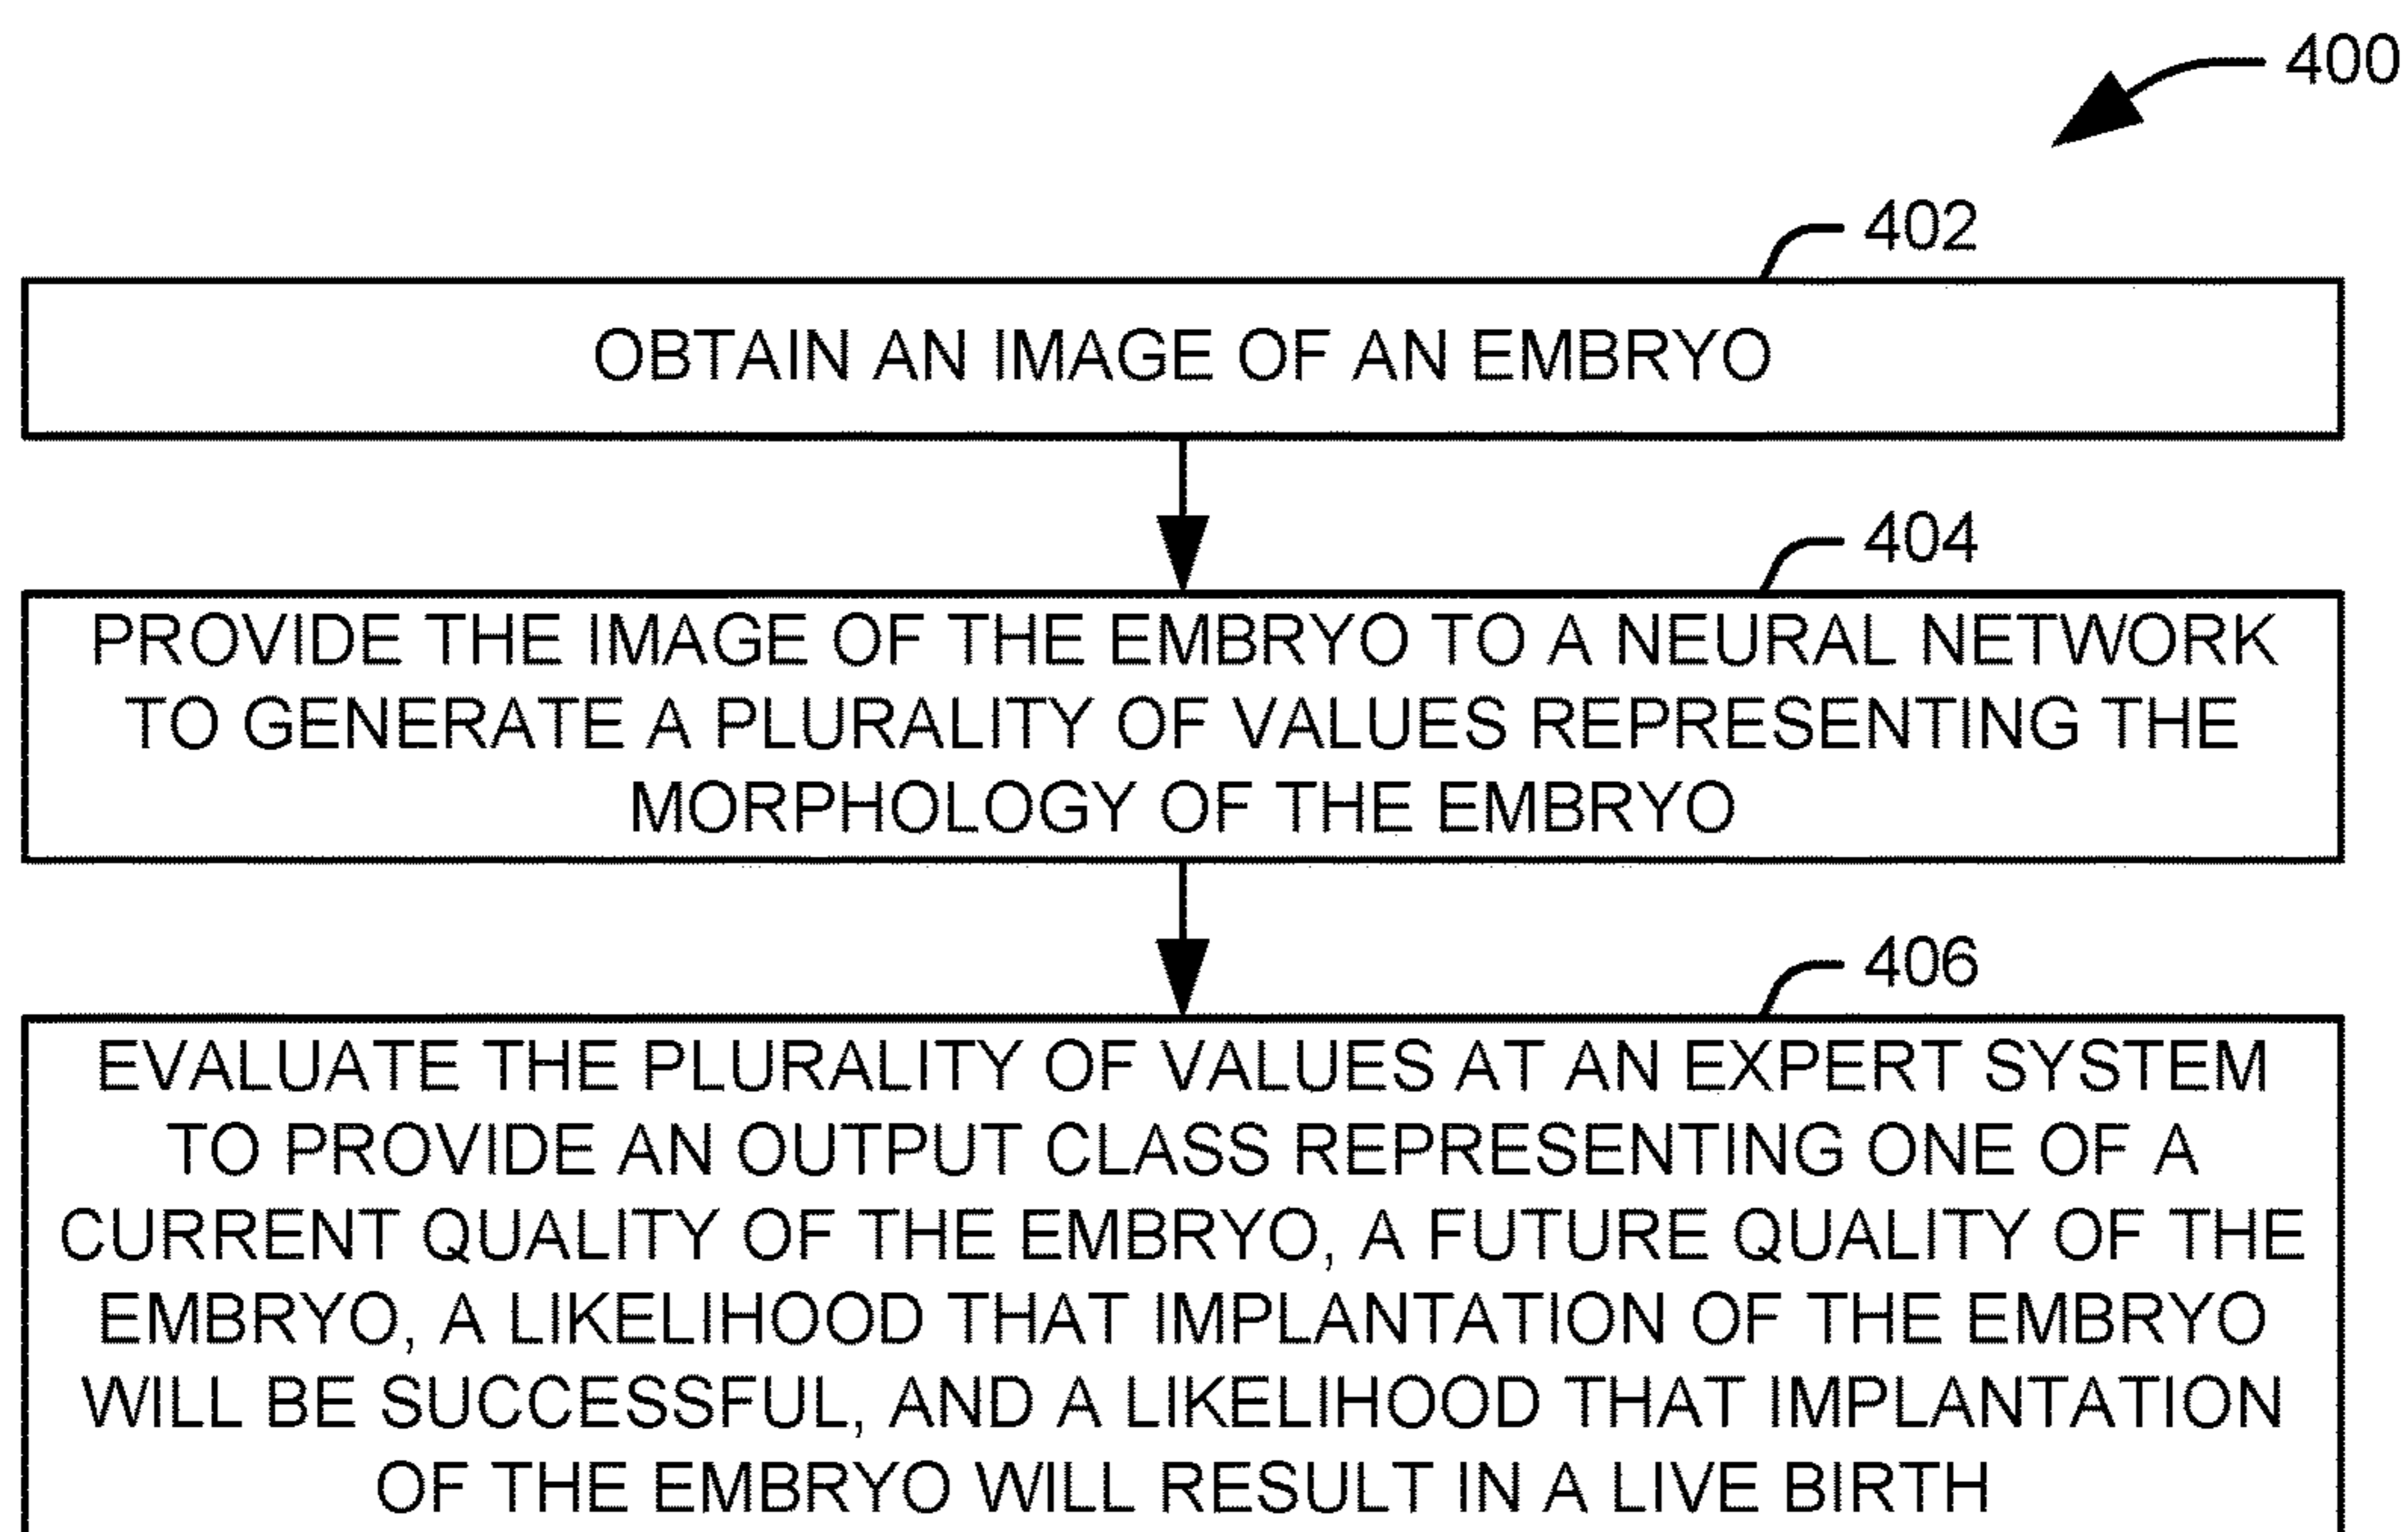 400
402
OBTAIN AN IMAGE OF AN EMBRYO
404
PROVIDE THE IMAGE OF THE EMBRYO TO A NEURAL NETWORK
TO GENERATE A PLURALITY OF VALUES REPRESENTING THE
MORPHOLOGY OF THE EMBRYO
406
EVALUATE THE PLURALITY OF VALUES AT AN EXPERT SYSTEM
TO PROVIDE AN OUTPUT CLASS REPRESENTING ONE OF A
CURRENT QUALITY OF THE EMBRYO, A FUTURE QUALITY OF THE
EMBRYO, A LIKELIHOOD THAT IMPLANTATION OF THE EMBRYO
WILL BE SUCCESSFUL, AND A LIKELIHOOD THAT IMPLANTATION
OF THE EMBRYO WILL RESULT IN A LIVE BIRTH